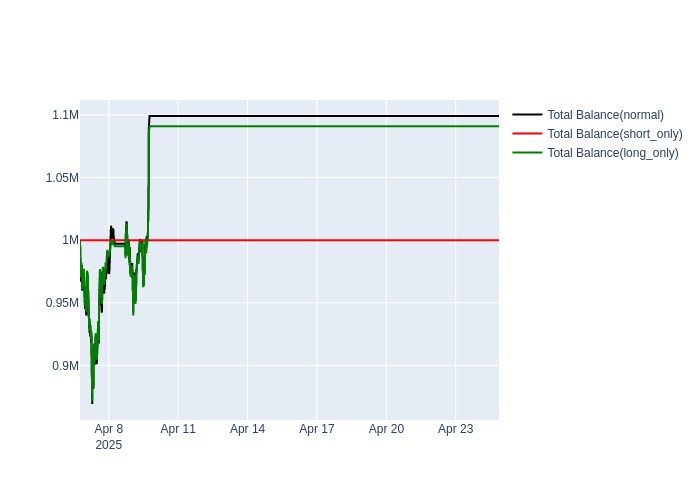 1.1M
1.05M
1M
0.95M
0.9M
Apr 8
2025
Apr 11
Apr 14
Apr 17
Apr 20
Apr 23
Total Balance(normal)
Total Balance(short_only)
Total Balance(long_only)